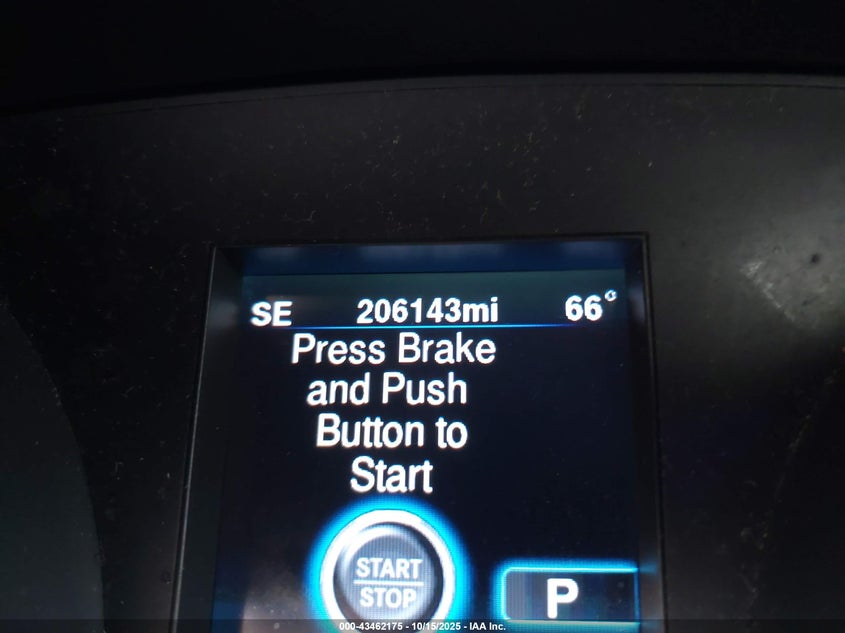 SE 206143mi 66°
Press Brake
and Push
Button to
Start
START
STOP
P
000-43462175 - 10/15/2025 - IAA Inc.